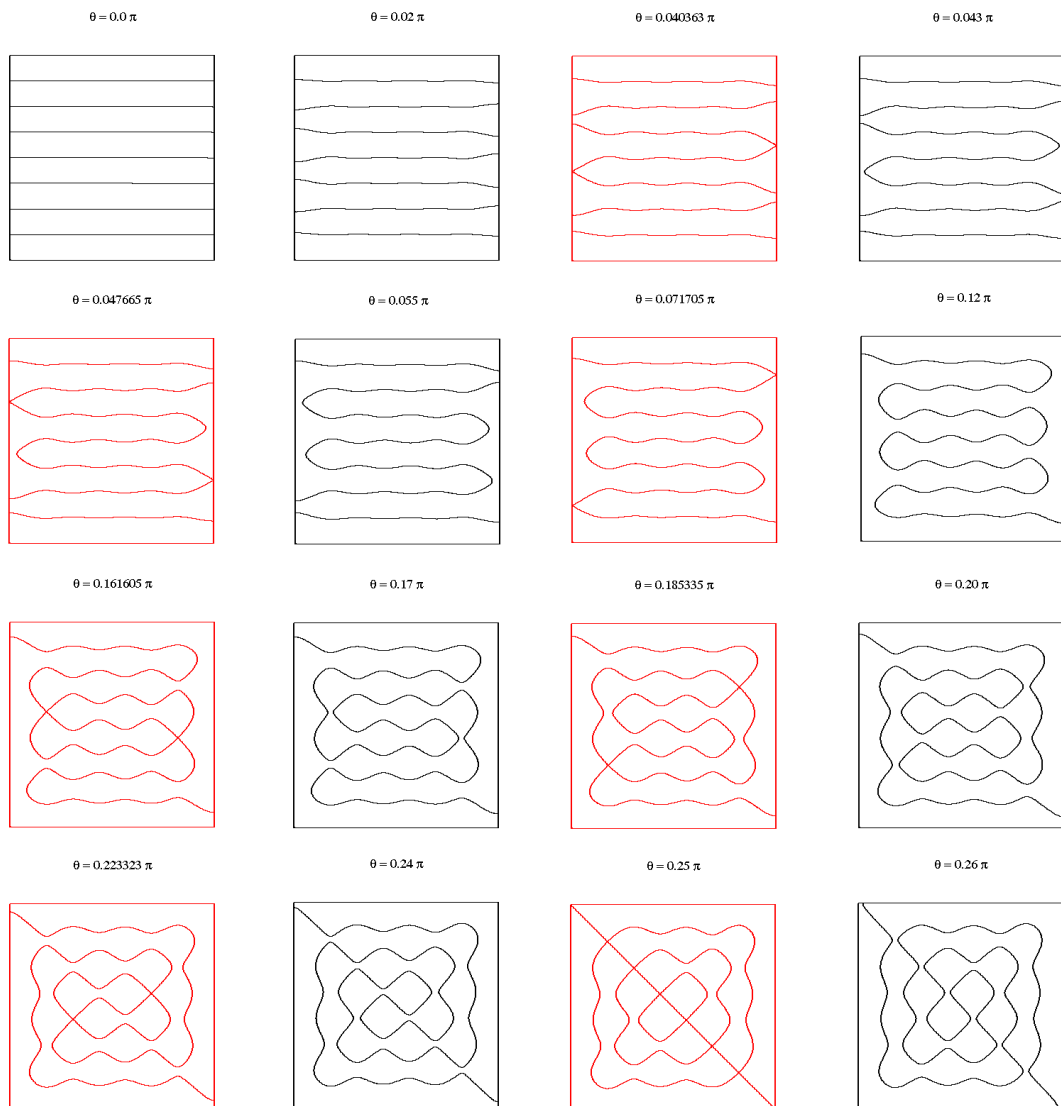 θ = 0.0 π
θ = 0.02 π
θ = 0.040363 π
θ = 0.043 π
θ = 0.047665 π
θ = 0.055 π
θ = 0.071705 π
θ = 0.12 π
θ = 0.161605 π
θ = 0.17 π
θ = 0.185335 π
θ = 0.20 π
θ = 0.223323 π
θ = 0.24 π
θ = 0.25 π
θ = 0.26 π